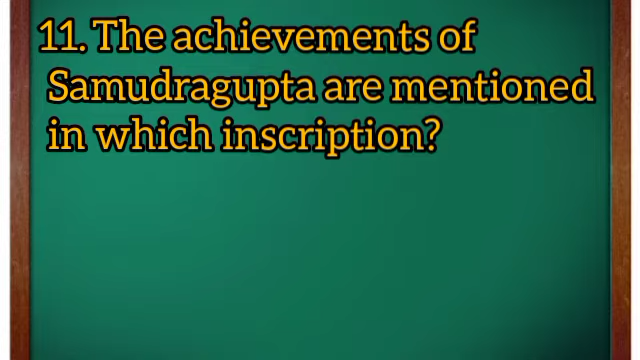 11. The achievements of
Samudragupta are mentioned
in which inscription?